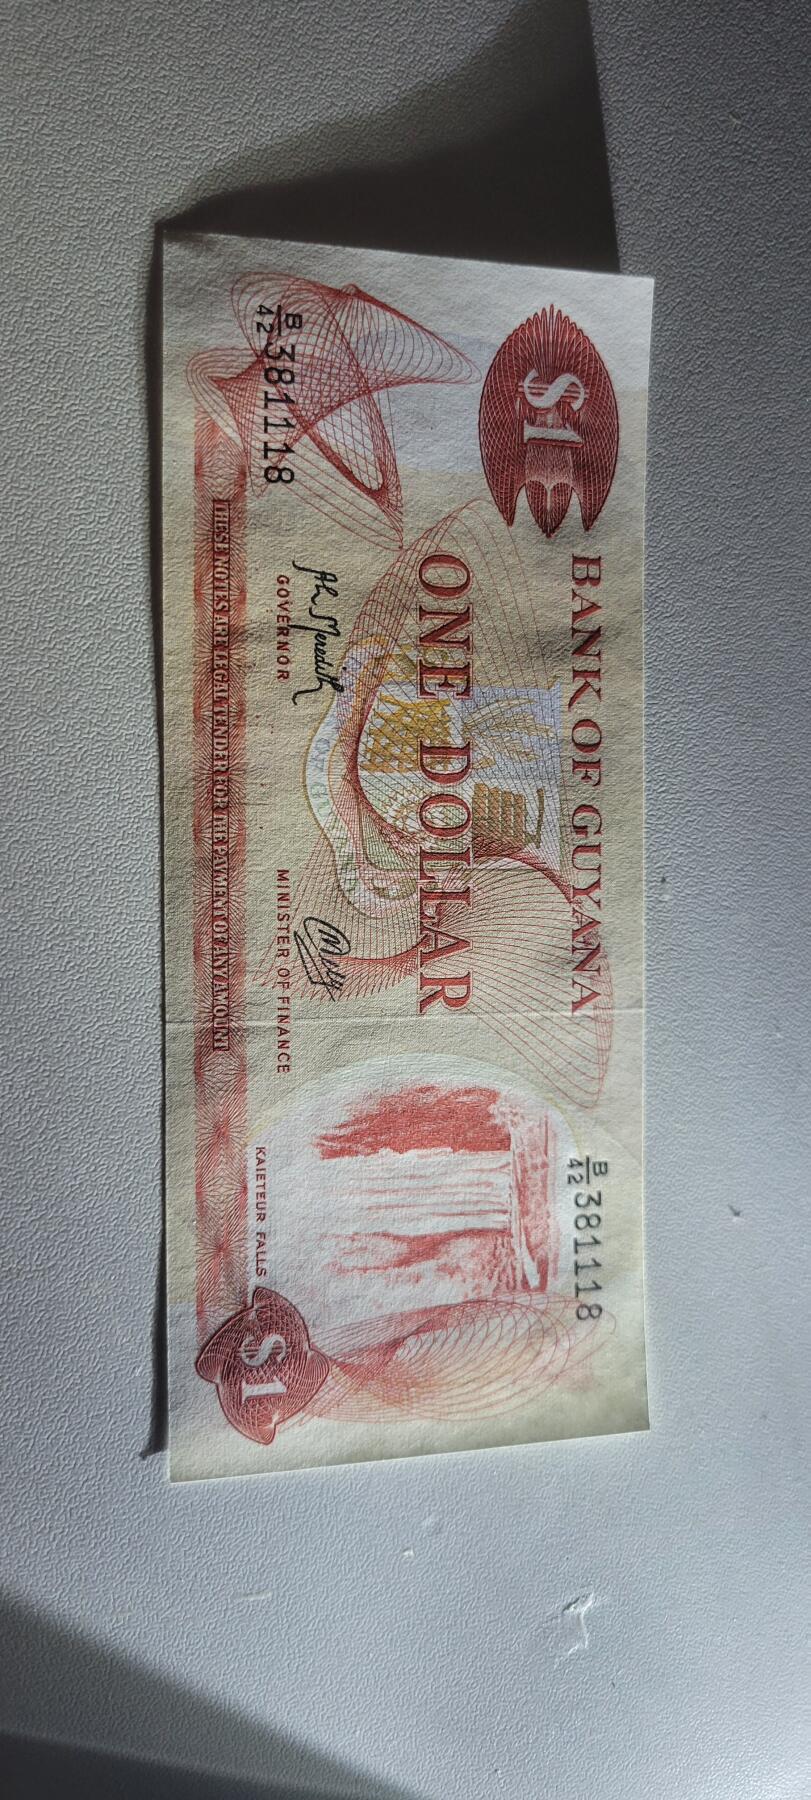 $1
BANK OF GUYANA
B/42 381118
ONE DOLLAR
B/42 381118
GOVERNOR
MINISTER OF FINANCE
KAIETEUR FALLS
THESE NOTES ARE LEGAL TENDER FOR THE PAYMENT OF ANY AMOUNT
$1